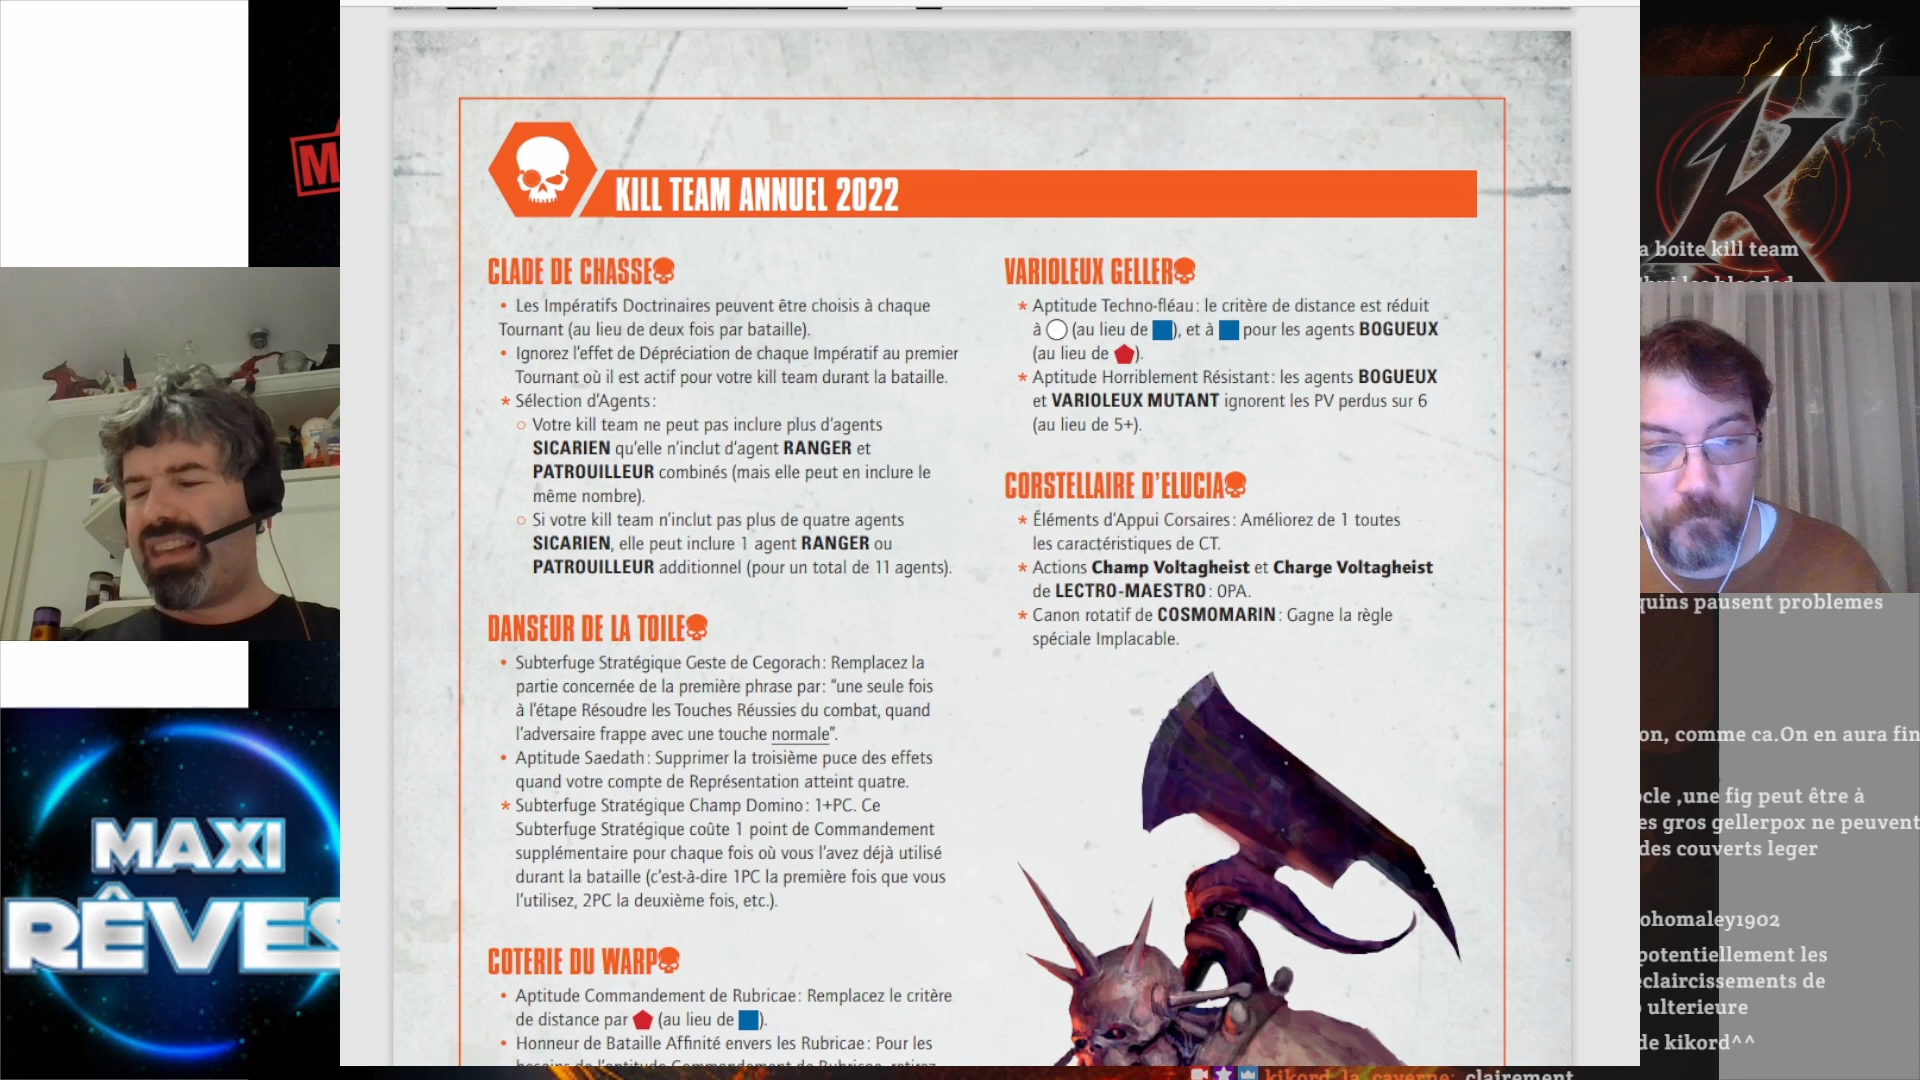 KILL TEAM ANNUEL 2022
CLADE DE CHASSE
• Les Impératifs Doctrinaires peuvent être choisis à chaque
Tournant (au lieu de deux fois par bataille).
• Ignorez l'effet de Dépréciation de chaque Impératif au premier
Tournant où il est actif pour votre kill team durant la bataille.
* Sélection d'Agents :
○ Votre kill team ne peut pas inclure plus d'agents
SICARIEN qu'elle n'inclut d'agent RANGER et
PATROUILLEUR combinés (mais elle peut en inclure le
même nombre).
○ Si votre kill team n'inclut pas plus de quatre agents
SICARIEN, elle peut inclure 1 agent RANGER ou
PATROUILLEUR additionnel (pour un total de 11 agents).
DANSEUR DE LA TOILE
• Subterfuge Stratégique Geste de Cegorach : Remplacez la
partie concernée de la première phrase par : “une seule fois
à l'étape Résoudre les Touches Réussies du combat, quand
l'adversaire frappe avec une touche normale”.
• Aptitude Saedath : Supprimer la troisième puce des effets
quand votre compte de Représentation atteint quatre.
* Subterfuge Stratégique Champ Domino : 1+PC. Ce
Subterfuge Stratégique coûte 1 point de Commandement
supplémentaire pour chaque fois où vous l'avez déjà utilisé
durant la bataille (c'est-à-dire 1PC la première fois que vous
l'utilisez, 2PC la deuxième fois, etc.).
COTERIE DU WARP
• Aptitude Commandement de Rubricae : Remplacez le critère
de distance par (au lieu de ).
• Honneur de Bataille Affinité envers les Rubricae : Pour les
VARIOLEUX GELLER
* Aptitude Techno-fléau : le critère de distance est réduit
à (au lieu de ), et à pour les agents BOGUEUX
(au lieu de ).
* Aptitude Horriblement Résistant : les agents BOGUEUX
et VARIOLEUX MUTANT ignorent les PV perdus sur 6
(au lieu de 5+).
CORSTELLAIRE D'ELUCIA
* Éléments d'Appui Corsaires : Améliorez de 1 toutes
les caractéristiques de CT.
* Actions Champ Voltagheist et Charge Voltagheist
de LECTRO-MAESTRO : 0PA.
* Canon rotatif de COSMOMARIN : Gagne la règle
spéciale Implacable.
M
MAXI
RÊVES
K
a boite kill team
quins pausent problemes
on, comme ca.On en aura fin
,une fig peut être à
es gros gellerpox ne peuvent
des couverts leger
ohomaley1902
potentiellement les
claircissements de
ulterieure
de kikord^^
kikord_la_caverne: clairement